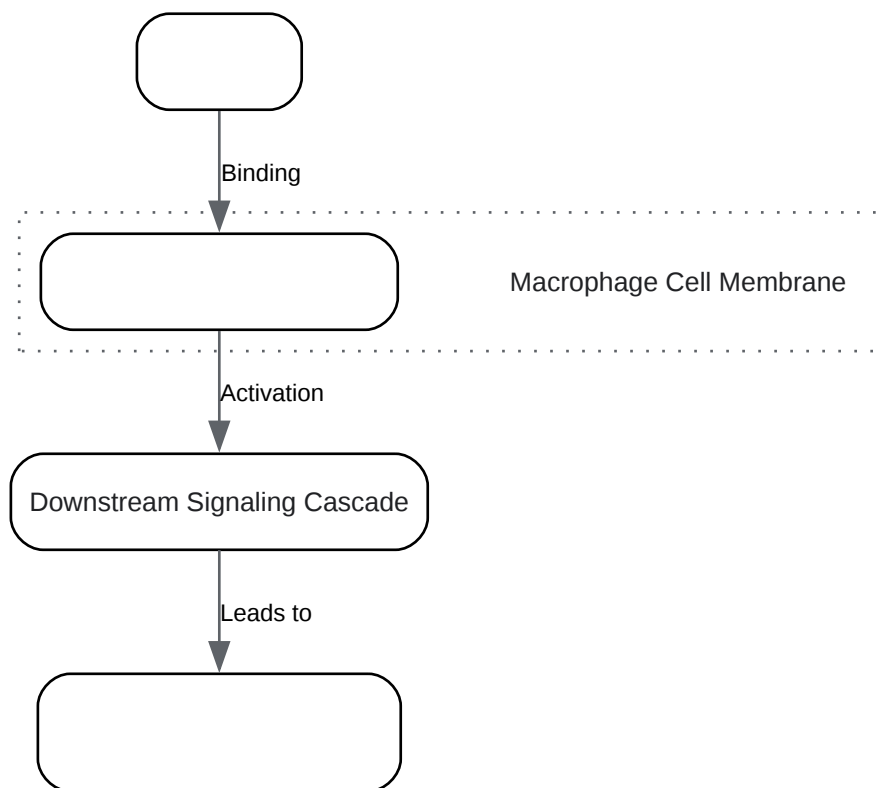 Binding
Macrophage Cell Membrane
Activation
Downstream Signaling Cascade
Leads to